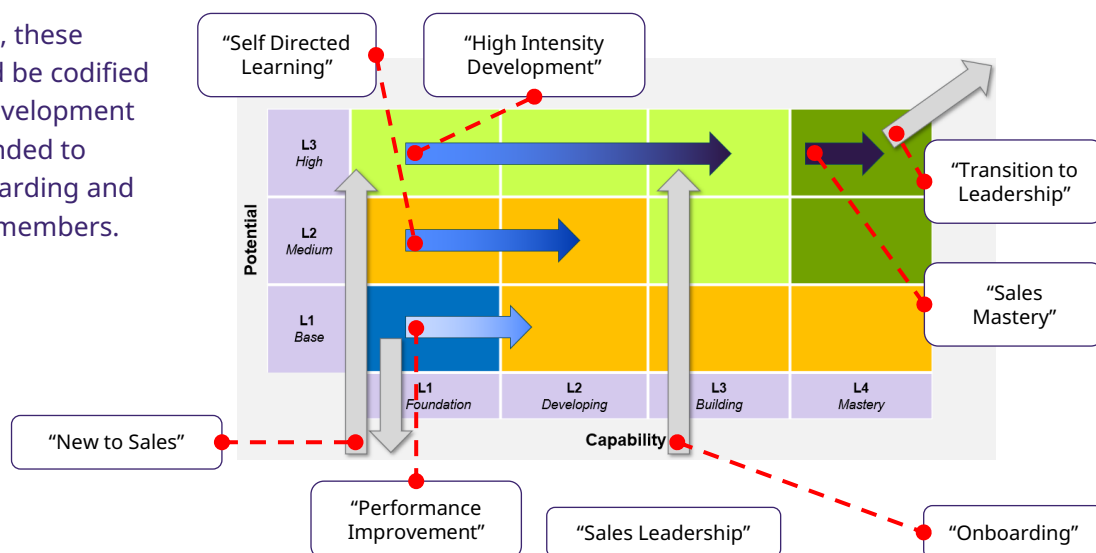 , these
d be codified
evelopment
nded to
arding and
members.
“Self Directed
Learning”
“High Intensity
Development”
L3
High
“Transition to
Leadership”
Potential
L2
Medium
“Sales
Mastery”
L1
Base
L1
Foundation
L2
Developing
L3
Building
L4
Mastery
“New to Sales”
Capability
“Performance
Improvement”
“Sales Leadership”
“Onboarding”